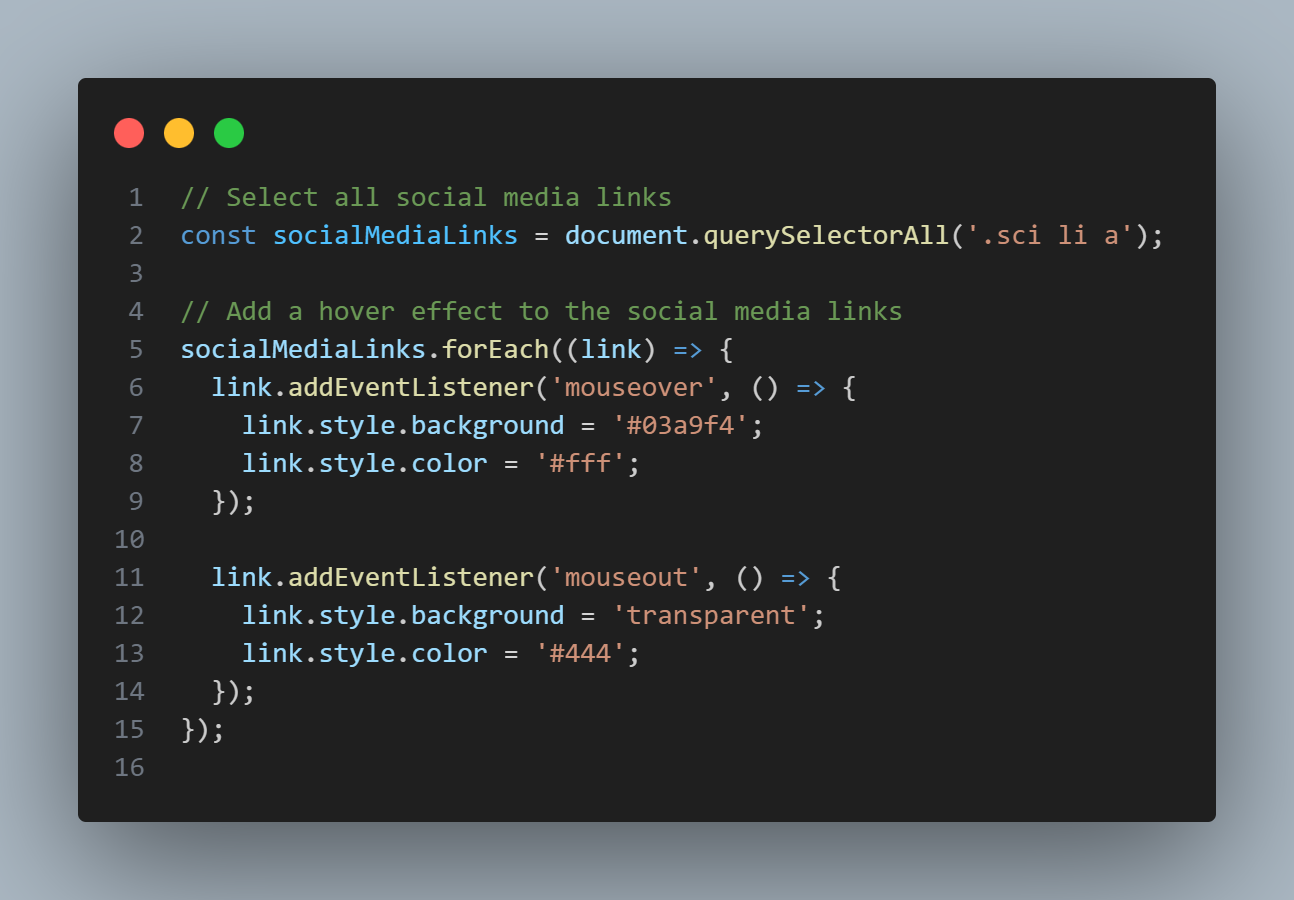 1 // Select all social media links
2 const socialMediaLinks = document.querySelectorAll('.sci li a');
3
4 // Add a hover effect to the social media links
5 socialMediaLinks.forEach((link) => {
6   link.addEventListener('mouseover', () => {
7     link.style.background = '#03a9f4';
8     link.style.color = '#fff';
9   });
10
11   link.addEventListener('mouseout', () => {
12     link.style.background = 'transparent';
13     link.style.color = '#444';
14   });
15 });
16